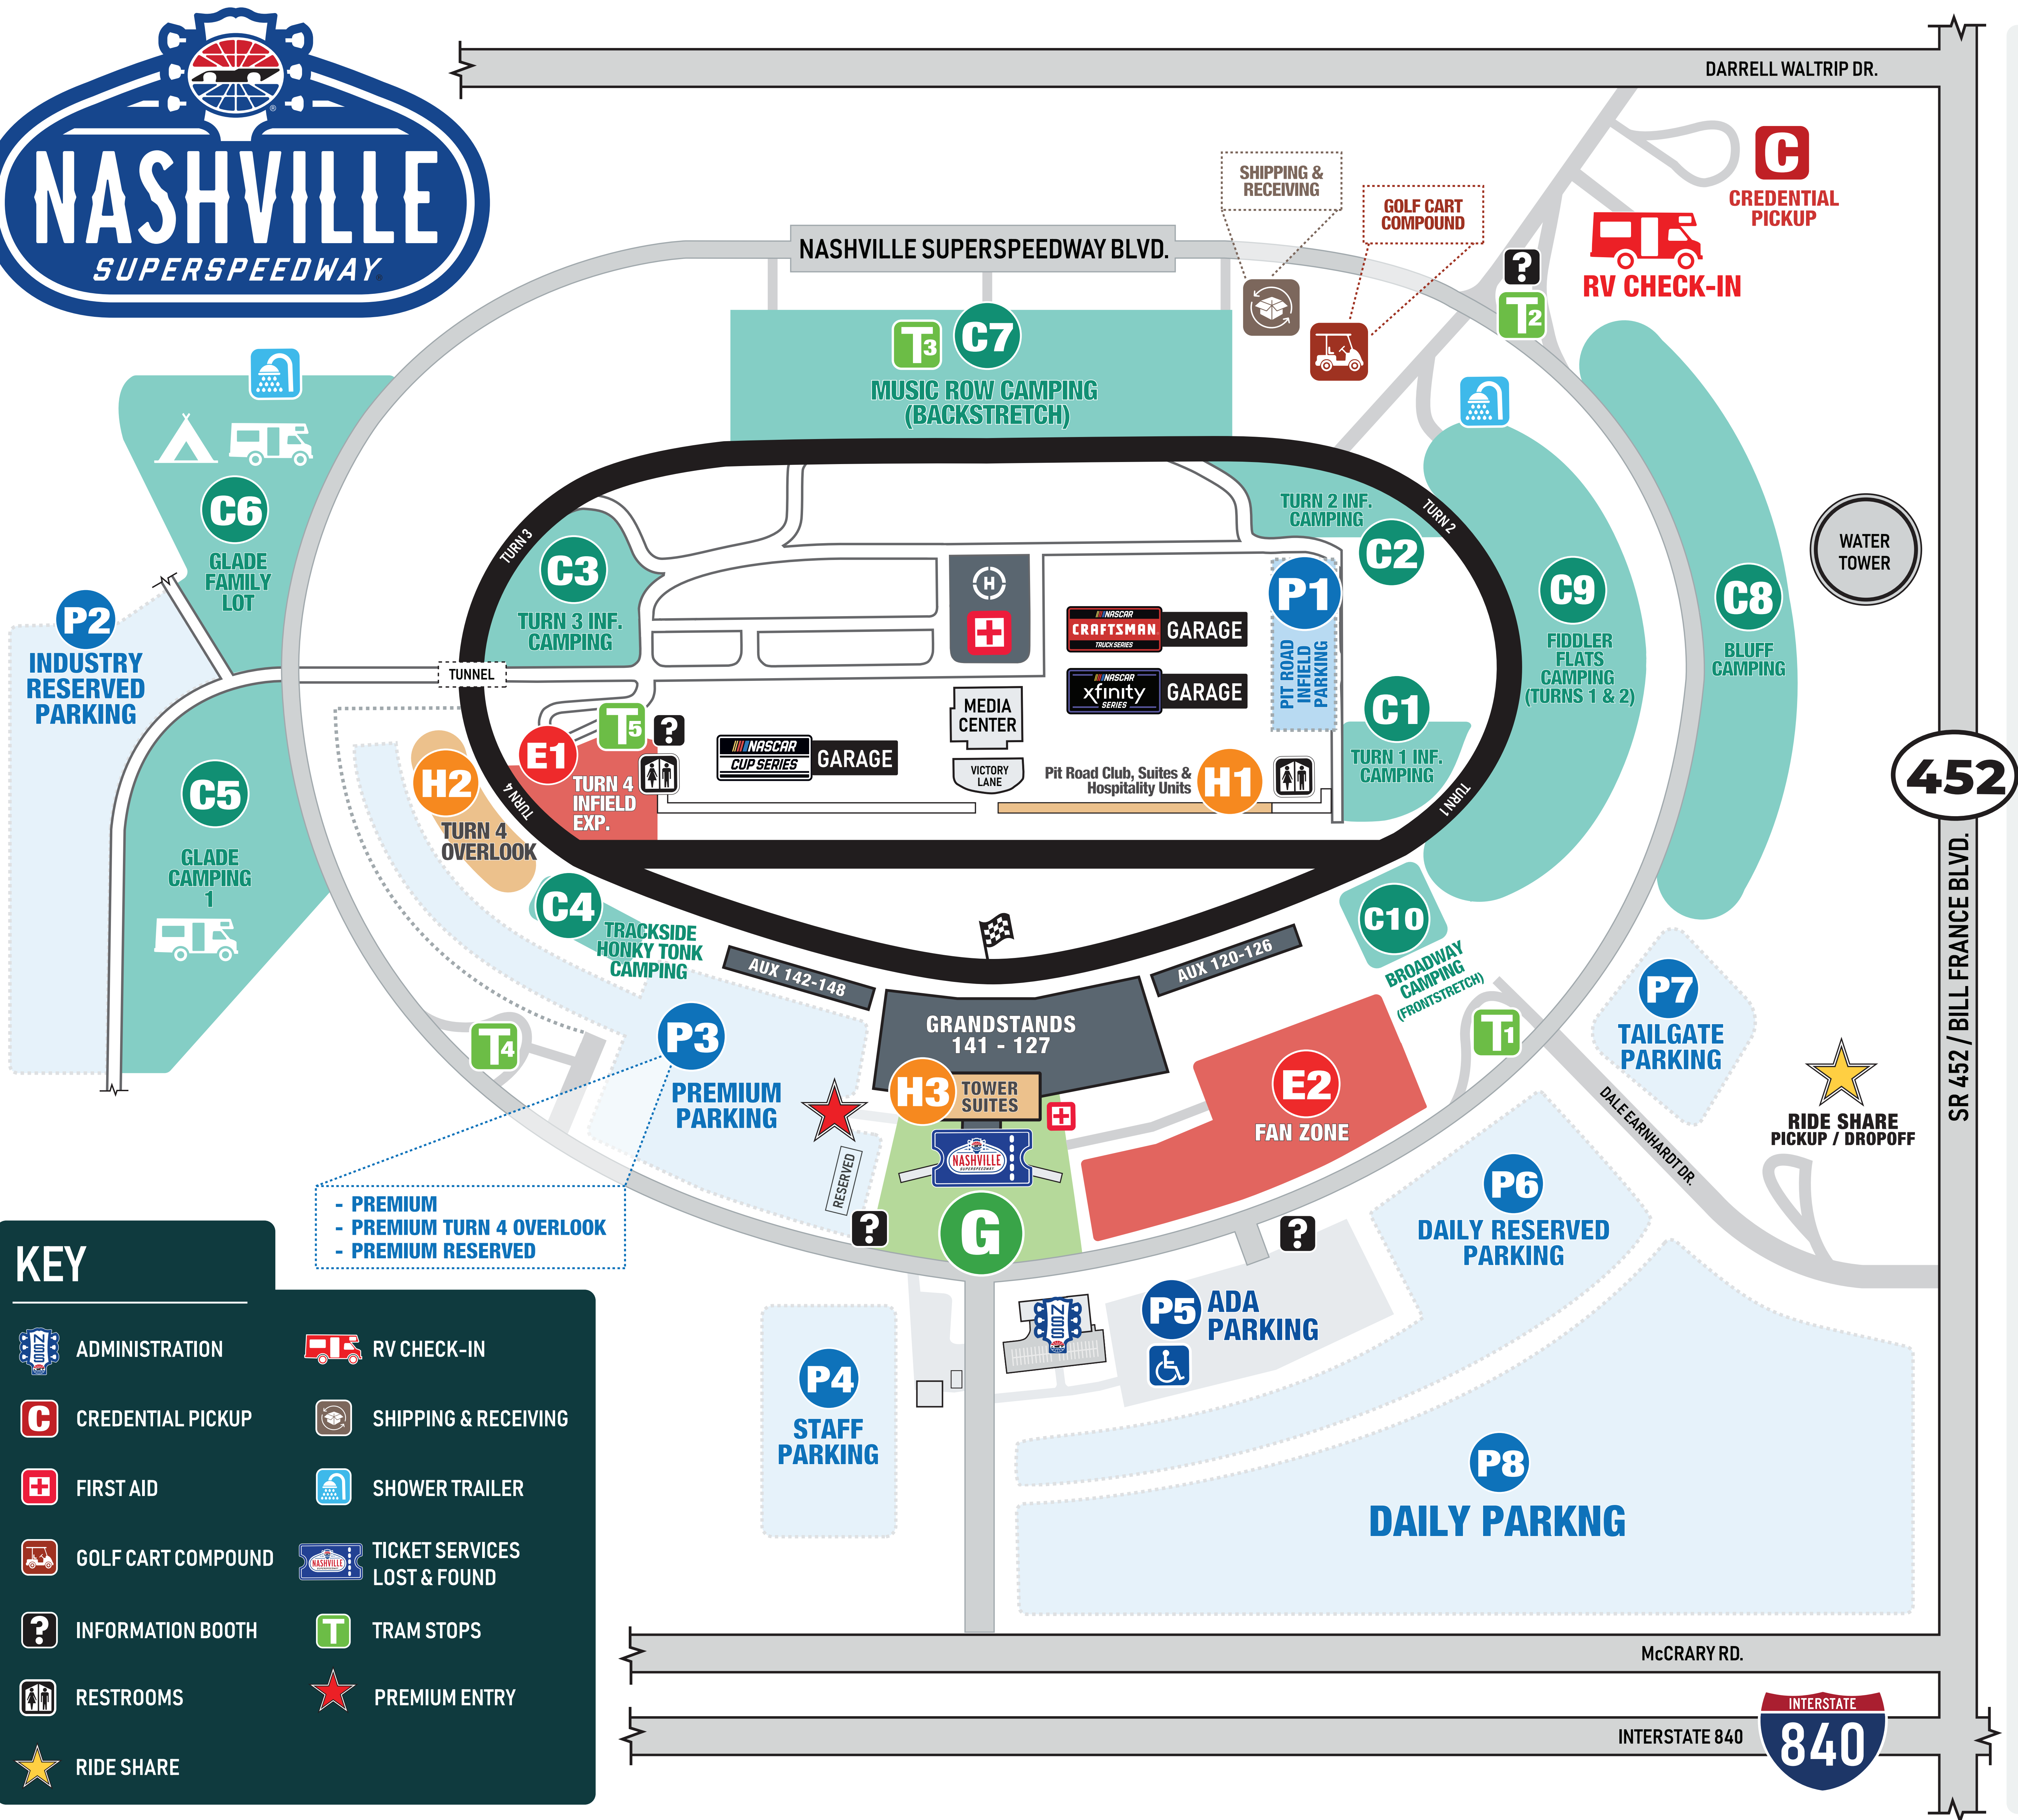 NASHVILLE
SUPERSPEEDWAY
®
DARRELL WALTRIP DR.
C
CREDENTIAL
PICKUP
SHIPPING &
RECEIVING
GOLF CART
COMPOUND
RV CHECK-IN
?
T2
NASHVILLE SUPERSPEEDWAY BLVD.
T3
C7
MUSIC ROW CAMPING
(BACKSTRETCH)
C6
GLADE
FAMILY
LOT
P2
INDUSTRY
RESERVED
PARKING
C5
GLADE
CAMPING
1
TURN 3
C3
TURN 3 INF.
CAMPING
TUNNEL
H
TURN 2 INF.
CAMPING
C2
TURN 2
P1
PIT ROAD
INFIELD
PARKING
NASCAR
CRAFTSMAN
TRUCK SERIES
GARAGE
NASCAR
xfinity
SERIES
GARAGE
C9
FIDDLER
FLATS
CAMPING
(TURNS 1 & 2)
C8
BLUFF
CAMPING
WATER
TOWER
452
SR 452 / BILL FRANCE BLVD.
T5
?
E1
TURN 4
INFIELD
EXP.
TURN 4
H2
TURN 4
OVERLOOK
NASCAR
CUP SERIES
GARAGE
MEDIA
CENTER
VICTORY
LANE
Pit Road Club, Suites &
Hospitality Units
H1
C1
TURN 1 INF.
CAMPING
TURN 1
C4
TRACKSIDE
HONKY TONK
CAMPING
AUX 142-148
AUX 120-126
C10
BROADWAY
CAMPING
(FRONTSTRETCH)
GRANDSTANDS
141 - 127
H3
TOWER
SUITES
NASHVILLE
SUPERSPEEDWAY
G
E2
FAN ZONE
T1
T4
P3
PREMIUM
PARKING
RESERVED
?
- PREMIUM
- PREMIUM TURN 4 OVERLOOK
- PREMIUM RESERVED
P7
TAILGATE
PARKING
RIDE SHARE
PICKUP / DROPOFF
DALE EARNHARDT DR.
P6
DAILY RESERVED
PARKING
?
P5
ADA
PARKING
NSS
P4
STAFF
PARKING
P8
DAILY PARKNG
McCRARY RD.
INTERSTATE 840
INTERSTATE
840
KEY
NSS
ADMINISTRATION
C
CREDENTIAL PICKUP
FIRST AID
GOLF CART COMPOUND
?
INFORMATION BOOTH
RESTROOMS
RIDE SHARE
RV CHECK-IN
SHIPPING & RECEIVING
SHOWER TRAILER
NASHVILLE
TICKET SERVICES
LOST & FOUND
T
TRAM STOPS
PREMIUM ENTRY